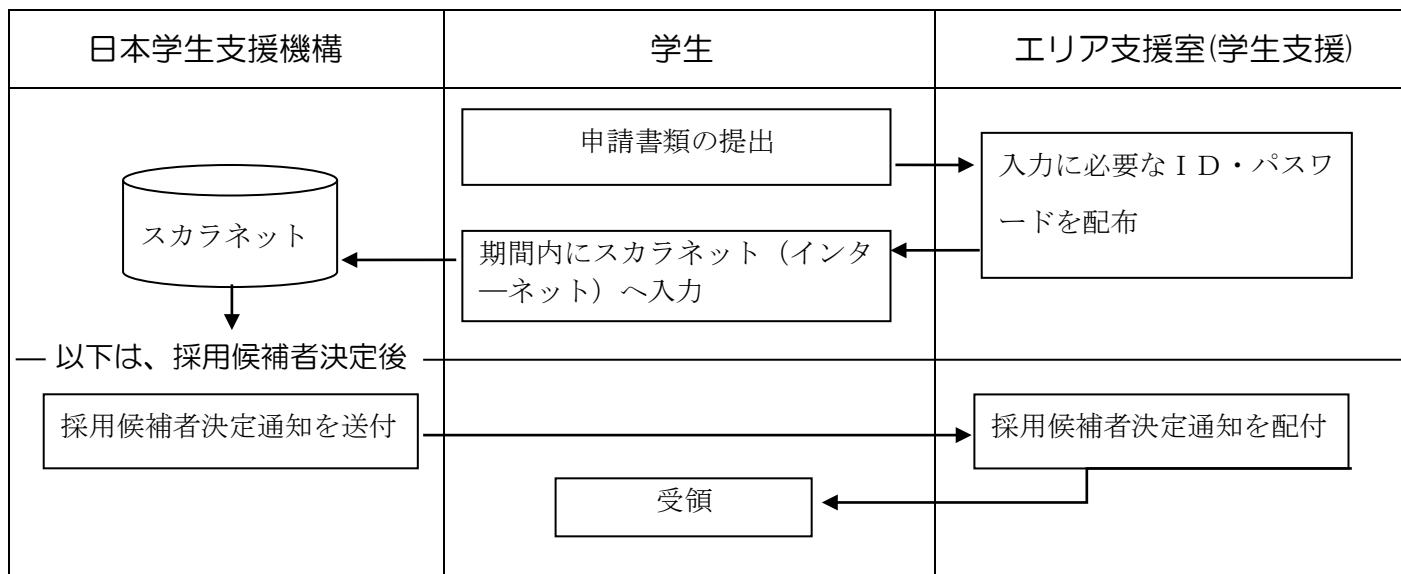 日本学生支援機構
学生
エリア支援室(学生支援)
申請書類の提出
入力に必要なＩＤ・パスワ
ードを配布
スカラネット
期間内にスカラネット（インタ
―ネット）へ入力
― 以下は、採用候補者決定後
採用候補者決定通知を送付
採用候補者決定通知を配付
受領